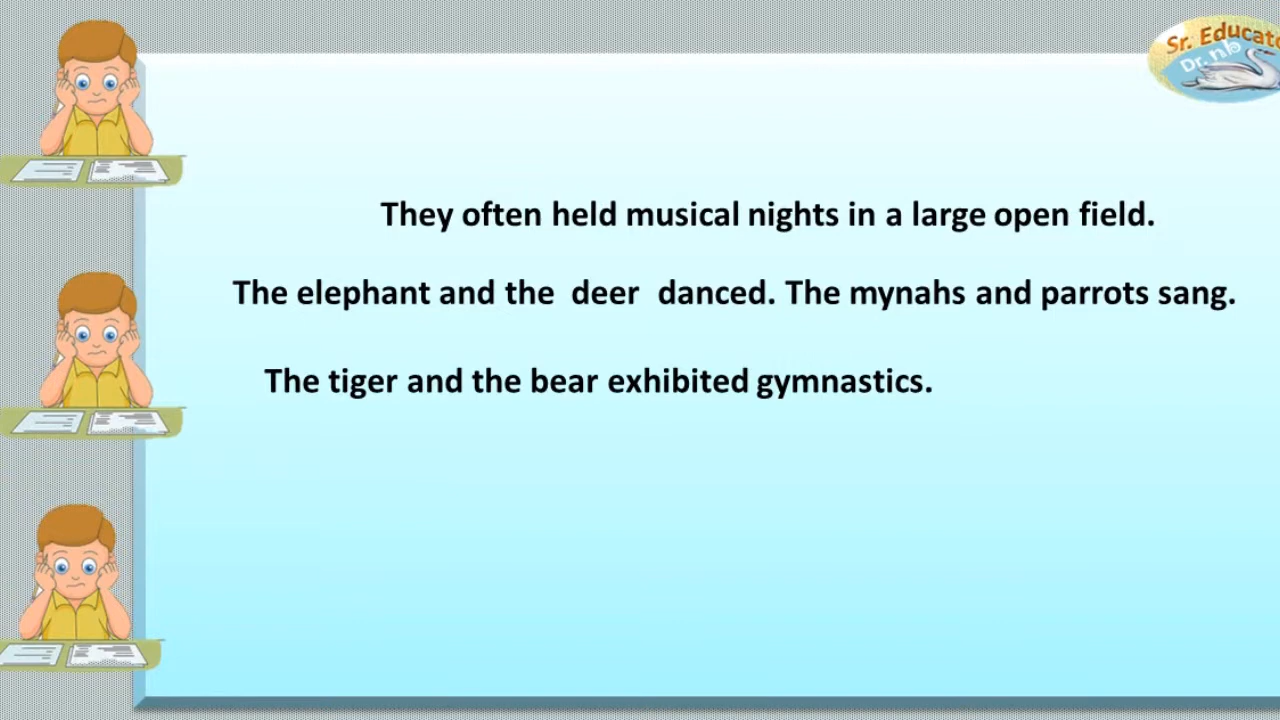 Sr. Educato
Dr. nb
They often held musical nights in a large open field.
The elephant and the deer danced. The mynahs and parrots sang.
The tiger and the bear exhibited gymnastics.